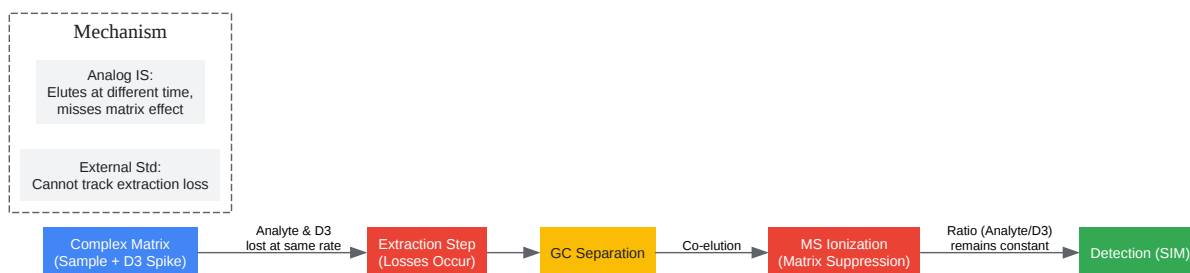 Mechanism
Analog IS:
Elutes at different time,
misses matrix effect
External Std:
Cannot track extraction loss
Complex Matrix
(Sample + D3 Spike)
Analyte & D3
lost at same rate
Extraction Step
(Losses Occur)
GC Separation
Co-elution
MS Ionization
(Matrix Suppression)
Ratio (Analyte/D3)
remains constant
Detection (SIM)